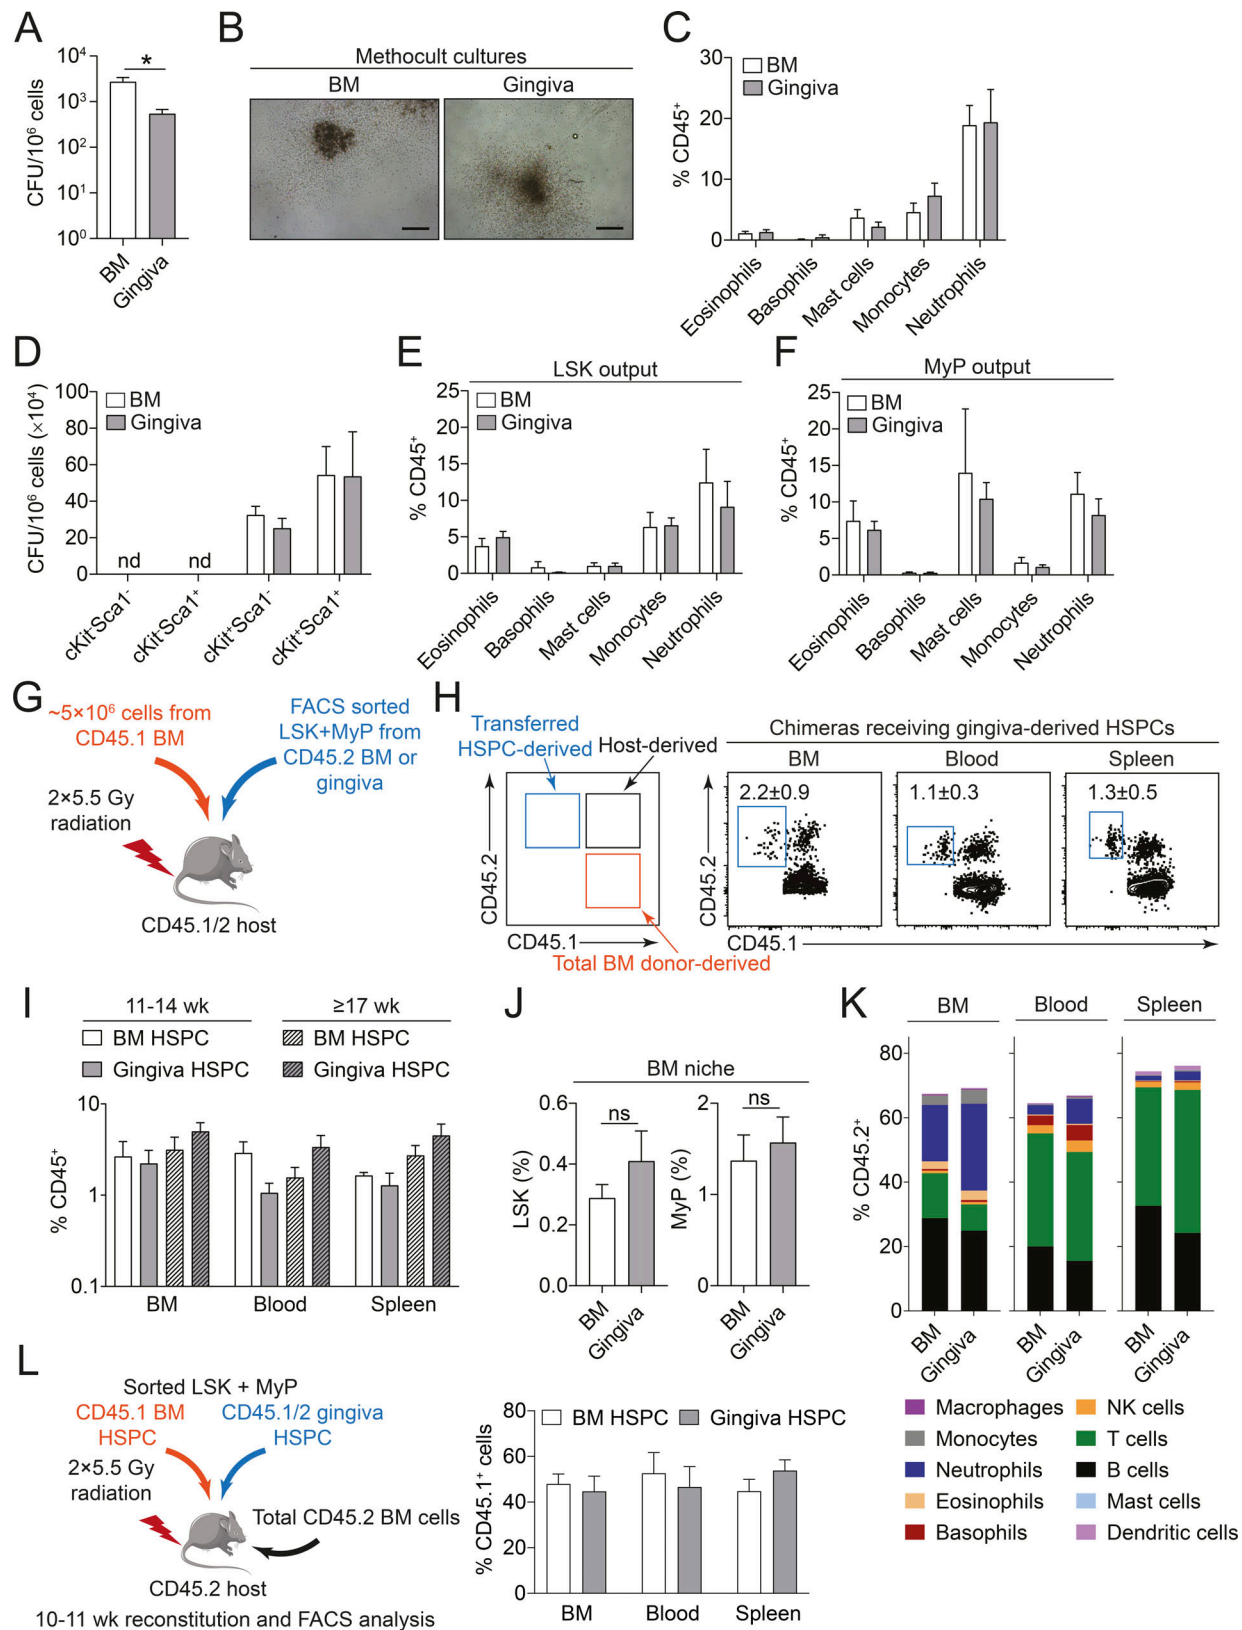 A
CFU/10⁶ cells
10⁴
10³
10²
10¹
10⁰
*
BM
Gingiva
B
Methocult cultures
BM
Gingiva
C
% CD45⁺
30
20
10
0
BM
Gingiva
Eosinophils
Basophils
Mast cells
Monocytes
Neutrophils
D
CFU/10⁶ cells (×10⁴)
100
80
60
40
20
0
BM
Gingiva
nd
nd
cKit⁻Sca1⁻
cKit⁻Sca1⁺
cKit⁺Sca1⁻
cKit⁺Sca1⁺
E
LSK output
% CD45⁺
25
20
15
10
5
0
BM
Gingiva
Eosinophils
Basophils
Mast cells
Monocytes
Neutrophils
F
MyP output
% CD45⁺
25
20
15
10
5
0
BM
Gingiva
Eosinophils
Basophils
Mast cells
Monocytes
Neutrophils
G
~5×10⁶ cells from
CD45.1 BM
FACS sorted
LSK+MyP from
CD45.2 BM or
gingiva
2×5.5 Gy
radiation
CD45.1/2 host
H
Transferred
HSPC-derived
Host-derived
CD45.2
CD45.1
Total BM donor-derived
Chimeras receiving gingiva-derived HSPCs
BM
Blood
Spleen
2.2±0.9
1.1±0.3
1.3±0.5
CD45.2
CD45.1
I
11-14 wk
≥17 wk
BM HSPC
BM HSPC
Gingiva HSPC
Gingiva HSPC
% CD45⁺
10
1
0.1
BM
Blood
Spleen
J
BM niche
LSK (%)
0.6
0.4
0.2
0.0
ns
BM
Gingiva
MyP (%)
2
1
0
ns
BM
Gingiva
K
BM
Blood
Spleen
% CD45.2⁺
80
60
40
20
0
BM
Gingiva
BM
Gingiva
BM
Gingiva
Macrophages
Monocytes
Neutrophils
Eosinophils
Basophils
NK cells
T cells
B cells
Mast cells
Dendritic cells
L
Sorted LSK + MyP
CD45.1 BM
HSPC
CD45.1/2 gingiva
HSPC
2×5.5 Gy
radiation
Total CD45.2 BM cells
CD45.2 host
10-11 wk reconstitution and FACS analysis
% CD45.1⁺ cells
80
60
40
20
0
BM HSPC
Gingiva HSPC
BM
Blood
Spleen